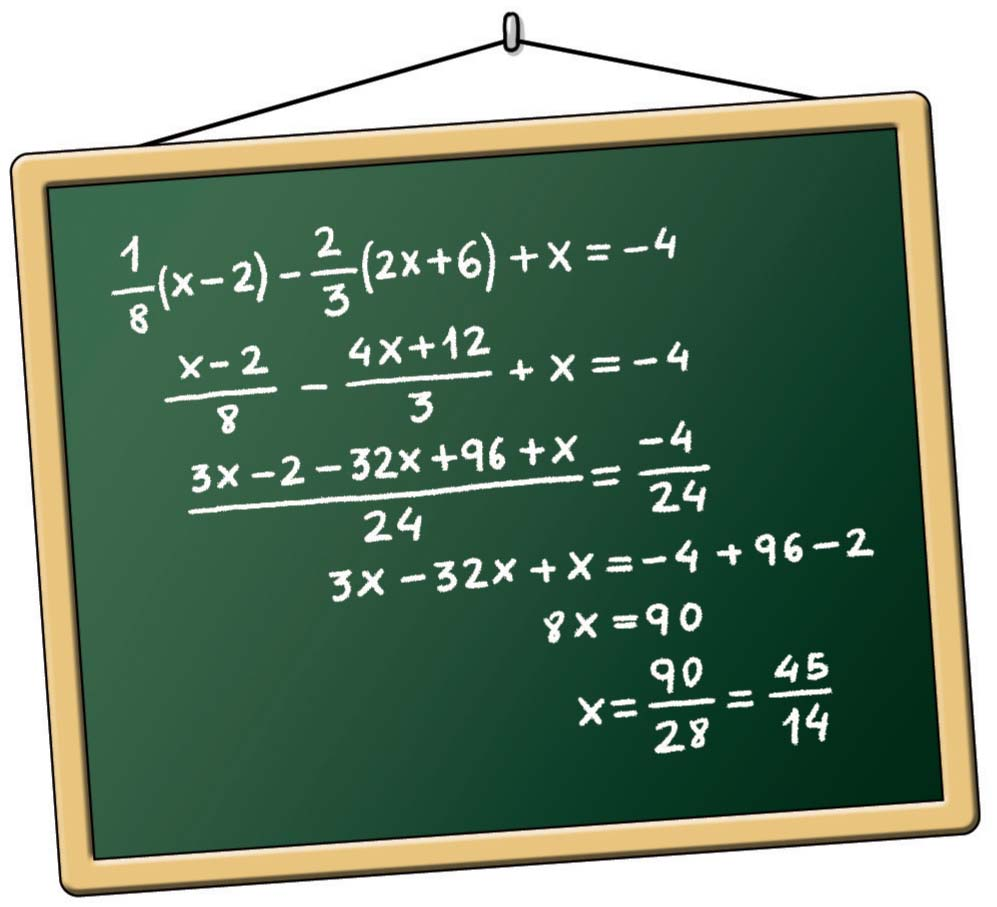 1/8(x-2)-2/3(2x+6)+x=-4
(x-2)/8 - (4x+12)/3 + x = -4
(3x-2-32x+96+x)/24 = -4/24
3x-32x+x=-4+96-2
8x=90
x=90/28=45/14